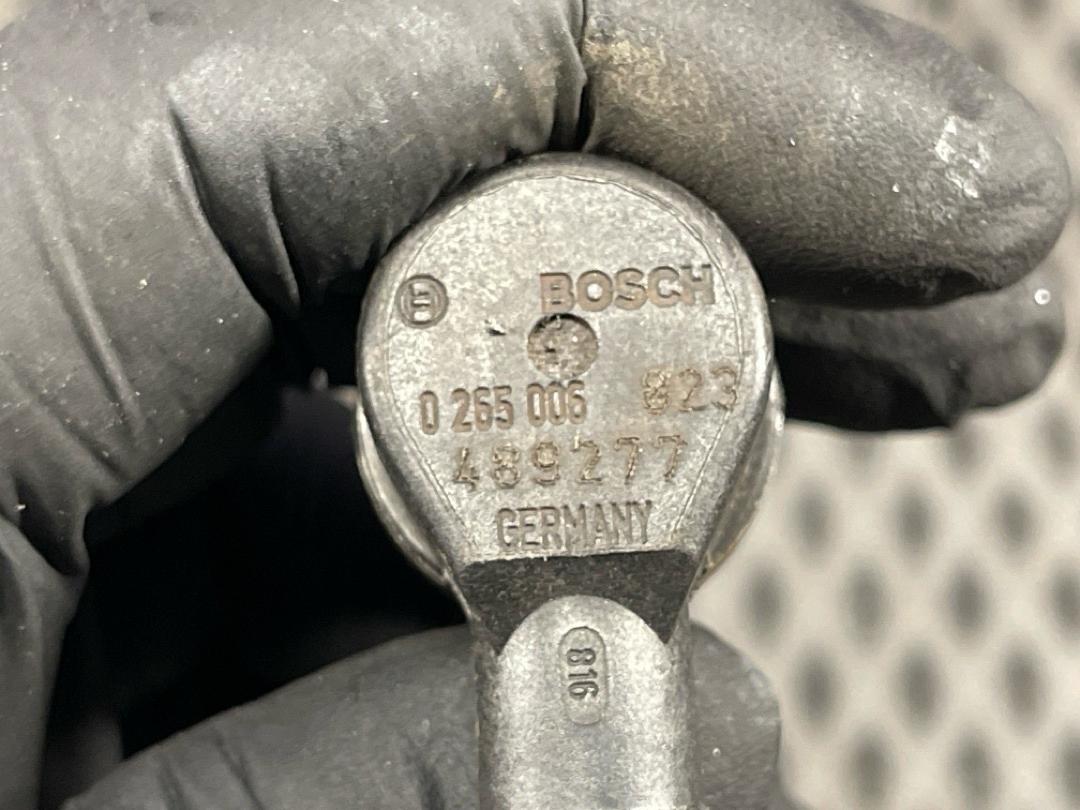 BOSCH
0 265 006 823
489277
GERMANY
816